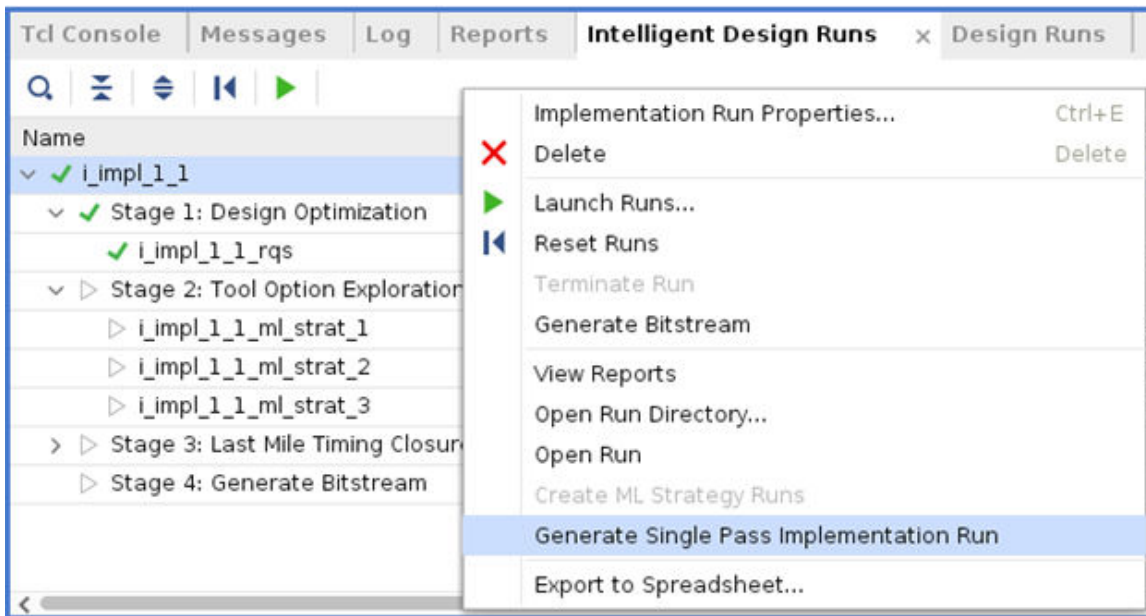 Tcl Console Messages Log Reports Intelligent Design Runs × Design Runs
Name
i_impl_1_1
Stage 1: Design Optimization
i_impl_1_1_rqs
Stage 2: Tool Option Exploration
i_impl_1_1_ml_strat_1
i_impl_1_1_ml_strat_2
i_impl_1_1_ml_strat_3
Stage 3: Last Mile Timing Closure
Stage 4: Generate Bitstream
Implementation Run Properties... Ctrl+E
Delete Delete
Launch Runs...
Reset Runs
Terminate Run
Generate Bitstream
View Reports
Open Run Directory...
Open Run
Create ML Strategy Runs
Generate Single Pass Implementation Run
Export to Spreadsheet...